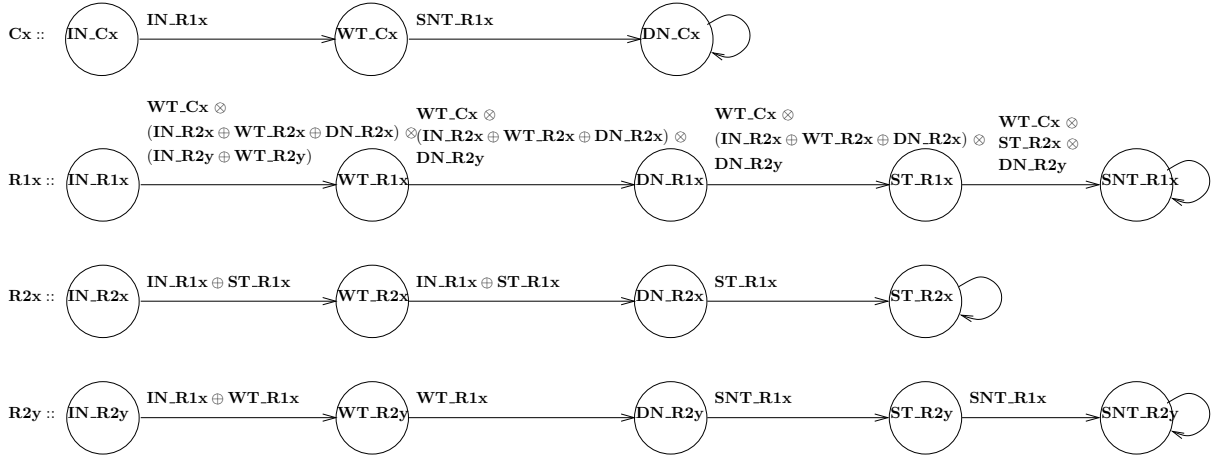 IN_R1x SNT_R1x
Cx :: IN_Cx WT_Cx DN_Cx
WT_Cx ⊗ WT_Cx ⊗ WT_Cx ⊗ WT_Cx ⊗
(IN_R2x ⊕ WT_R2x ⊕ DN_R2x) ⊗ (IN_R2x ⊕ WT_R2x ⊕ DN_R2x) ⊗ (IN_R2x ⊕ WT_R2x ⊕ DN_R2x) ⊗ ST_R2x ⊗
(IN_R2y ⊕ WT_R2y) DN_R2y DN_R2y DN_R2y
R1x :: IN_R1x WT_R1x DN_R1x ST_R1x SNT_R1x
IN_R1x ⊕ ST_R1x IN_R1x ⊕ ST_R1x ST_R1x
R2x :: IN_R2x WT_R2x DN_R2x ST_R2x
IN_R1x ⊕ WT_R1x WT_R1x SNT_R1x SNT_R1x
R2y :: IN_R2y WT_R2y DN_R2y ST_R2y SNT_R2y